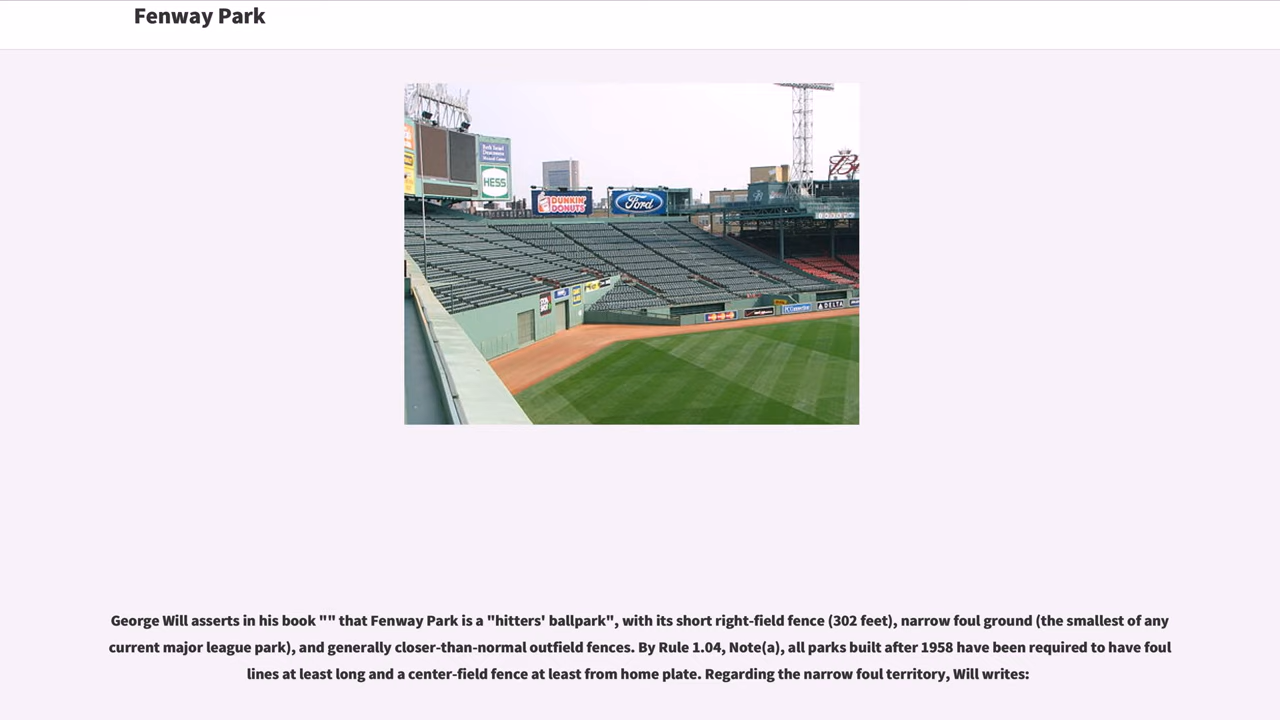 Fenway Park
HESS
DUNKIN'
DONUTS
Ford
DELTA
George Will asserts in his book "" that Fenway Park is a "hitters' ballpark", with its short right-field fence (302 feet), narrow foul ground (the smallest of any
current major league park), and generally closer-than-normal outfield fences. By Rule 1.04, Note(a), all parks built after 1958 have been required to have foul
lines at least long and a center-field fence at least from home plate. Regarding the narrow foul territory, Will writes: